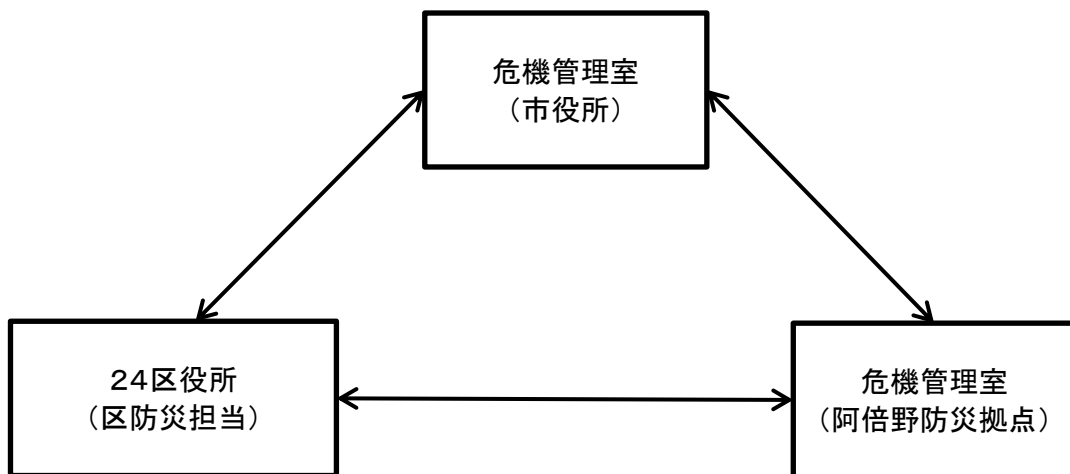 危機管理室
（市役所）
２４区役所
（区防災担当）
危機管理室
（阿倍野防災拠点）